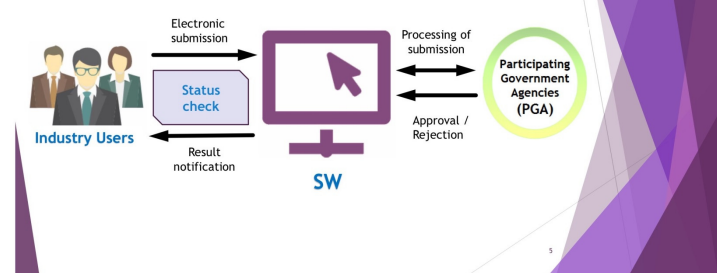 Electronic
submission
Status
check
Industry Users
Result
notification
SW
Processing of
submission
Approval /
Rejection
Participating
Government
Agencies
(PGA)
5